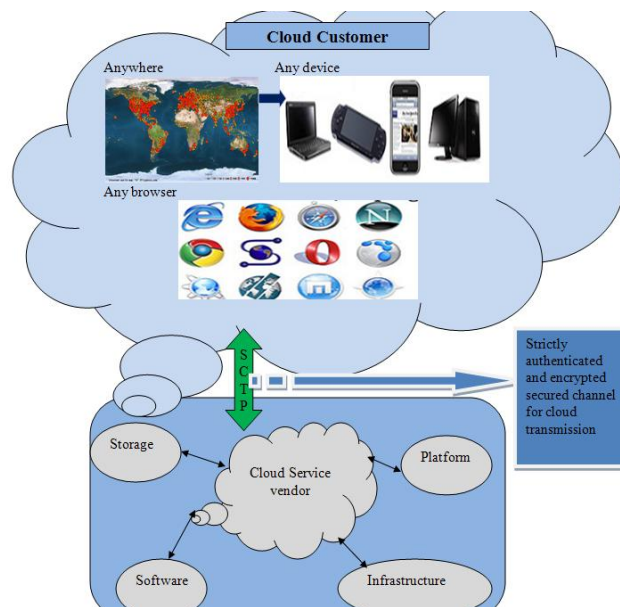 Cloud Customer
Anywhere
Any device
Any browser
SCTP
Strictly
authenticated
and encrypted
secured channel
for cloud
transmission
Storage
Cloud Service
vendor
Platform
Software
Infrastructure